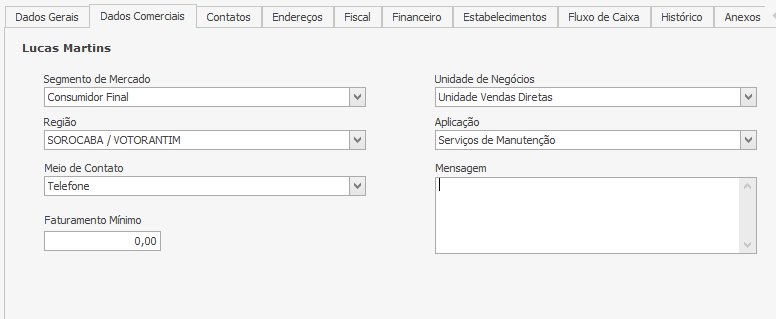 Dados Gerais Dados Comerciais Contatos Endereços Fiscal Financeiro Estabelecimentos Fluxo de Caixa Histórico Anexos
Lucas Martins
Segmento de Mercado
Consumidor Final
Unidade de Negócios
Unidade Vendas Diretas
Região
SOROCABA / VOTORANTIM
Aplicação
Serviços de Manutenção
Meio de Contato
Telefone
Mensagem
Faturamento Mínimo
0,00